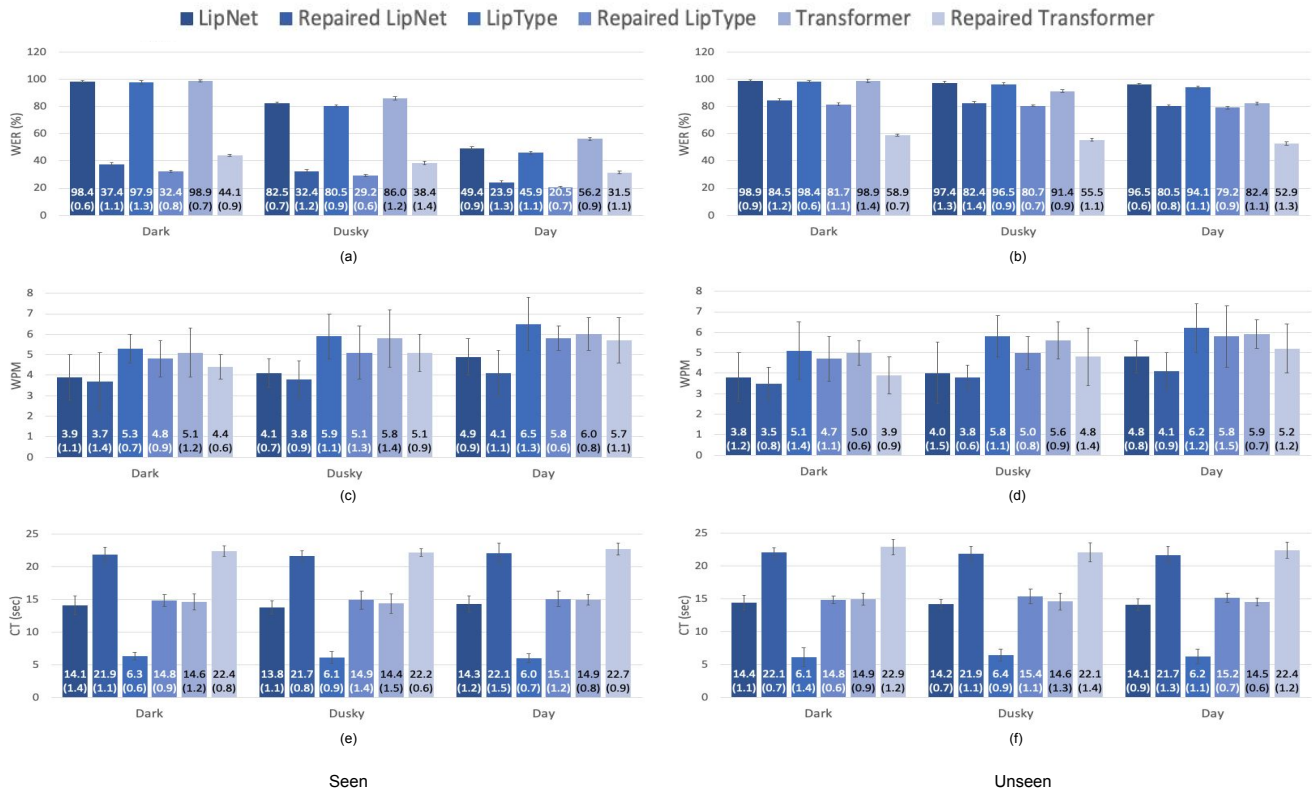 LipNet Repaired LipNet LipType Repaired LipType Transformer Repaired Transformer
WER (%)
120
100
80
60
40
20
0
98.4 37.4 97.9 32.4 98.9 44.1
(0.6) (1.1) (1.3) (0.8) (0.7) (0.9)
82.5 32.4 80.5 29.2 86.0 38.4
(0.7) (1.2) (0.9) (0.6) (1.2) (1.4)
49.4 23.9 45.9 20.5 56.2 31.5
(0.9) (1.3) (1.1) (0.7) (0.9) (1.1)
Dark Dusky Day
(a)
WER (%)
120
100
80
60
40
20
0
98.9 84.5 98.4 81.7 98.9 58.9
(0.9) (1.2) (0.6) (1.1) (1.4) (0.7)
97.4 82.4 96.5 80.7 91.4 55.5
(1.3) (1.4) (0.9) (0.7) (0.9) (1.1)
96.5 80.5 94.1 79.2 82.4 52.9
(0.6) (0.8) (1.1) (0.9) (1.1) (1.3)
Dark Dusky Day
(b)
WPM
8
7
6
5
4
3
2
1
0
3.9 3.7 5.3 4.8 5.1 4.4
(1.1) (1.4) (0.7) (0.9) (1.2) (0.6)
4.1 3.8 5.9 5.1 5.8 5.1
(0.7) (0.9) (1.1) (1.3) (1.4) (0.9)
4.9 4.1 6.5 5.8 6.0 5.7
(0.9) (1.1) (1.3) (0.6) (0.8) (1.1)
Dark Dusky Day
(c)
WPM
8
7
6
5
4
3
2
1
0
3.8 3.5 5.1 4.7 5.0 3.9
(1.2) (0.8) (1.4) (1.1) (0.6) (0.9)
4.0 3.8 5.8 5.0 5.6 4.8
(1.5) (0.6) (1.1) (0.8) (0.9) (1.4)
4.8 4.1 6.2 5.8 5.9 5.2
(0.8) (0.9) (1.2) (1.5) (0.7) (1.2)
Dark Dusky Day
(d)
CT (sec)
25
20
15
10
5
0
14.1 21.9 6.3 14.8 14.6 22.4
(1.4) (1.1) (0.6) (0.9) (1.2) (0.8)
13.8 21.7 6.1 14.9 14.4 22.2
(1.1) (0.8) (0.9) (1.4) (1.5) (0.6)
14.3 22.1 6.0 15.1 14.9 22.7
(1.2) (1.5) (0.7) (1.2) (0.8) (0.9)
Dark Dusky Day
(e)
CT (sec)
25
20
15
10
5
0
14.4 22.1 6.1 14.8 14.9 22.9
(1.1) (0.7) (1.4) (0.6) (0.9) (1.2)
14.2 21.9 6.4 15.4 14.6 22.1
(0.7) (1.1) (0.9) (1.1) (1.3) (1.4)
14.1 21.7 6.2 15.2 14.5 22.4
(0.9) (1.3) (1.1) (0.7) (0.6) (1.2)
Dark Dusky Day
(f)
Seen Unseen